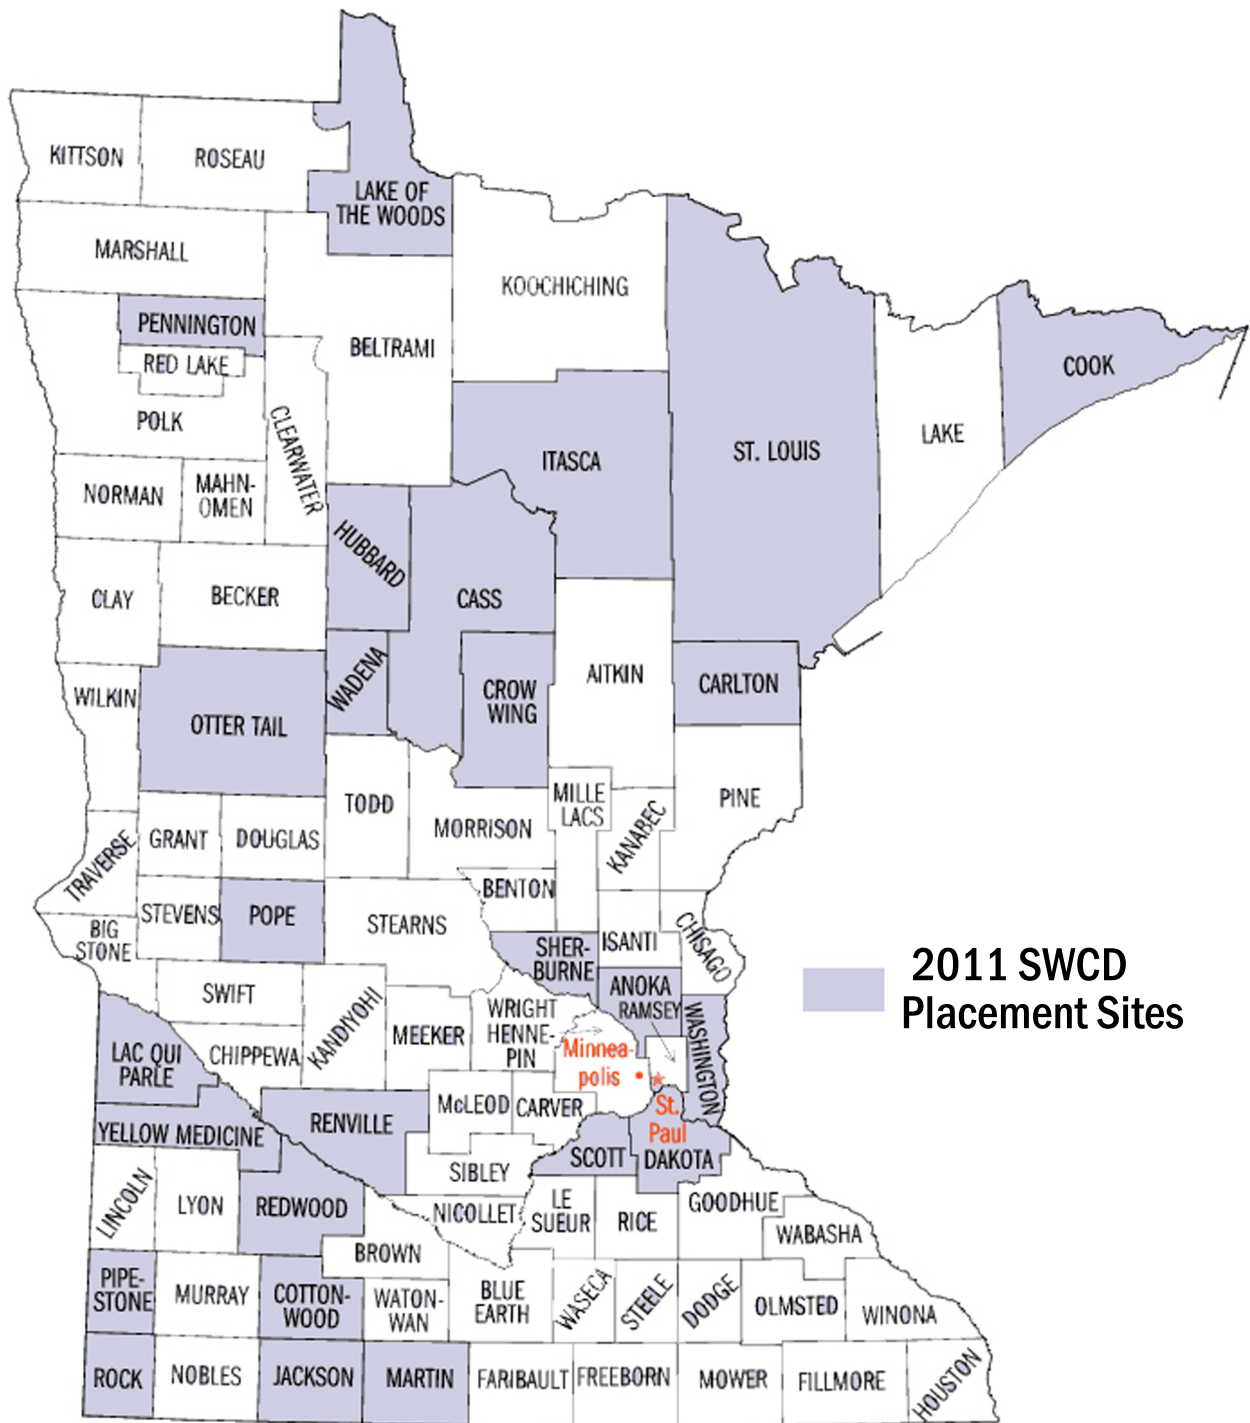 KITTSON
ROSEAU
LAKE OF
THE WOODS
MARSHALL
KOOCHICHING
PENNINGTON
BELTRAMI
RED LAKE
COOK
POLK
CLEARWATER
LAKE
ST. LOUIS
ITASCA
NORMAN
MAHN-
OMEN
HUBBARD
CLAY
BECKER
CASS
WADENA
AITKIN
WILKIN
CROW
WING
CARLTON
OTTER TAIL
TODD
MILLE
LACS
PINE
GRANT
DOUGLAS
MORRISON
KANABEC
TRAVERSE
BENTON
STEVENS
POPE
STEARNS
BIG
STONE
SHER-
BURNE
ISANTI
CHISAGO
2011 SWCD
Placement Sites
SWIFT
KANDIYOHI
ANOKA
RAMSEY
WRIGHT
HENNE-
PIN
MEEKER
WASHINGTON
LAC QUI
PARLE
CHIPPEWA
Minnea-
polis
McLEOD
CARVER
St.
Paul
RENVILLE
YELLOW MEDICINE
SCOTT
DAKOTA
SIBLEY
LINCOLN
LYON
REDWOOD
NICOLLET
LE
SUEUR
RICE
GOODHUE
WABASHA
BROWN
PIPE-
STONE
MURRAY
COTTON-
WOOD
WATON-
WAN
BLUE
EARTH
WASECA
STEELE
DODGE
OLMSTED
WINONA
ROCK
NOBLES
JACKSON
MARTIN
FARIBAULT
FREEBORN
MOWER
FILLMORE
HOUSTON